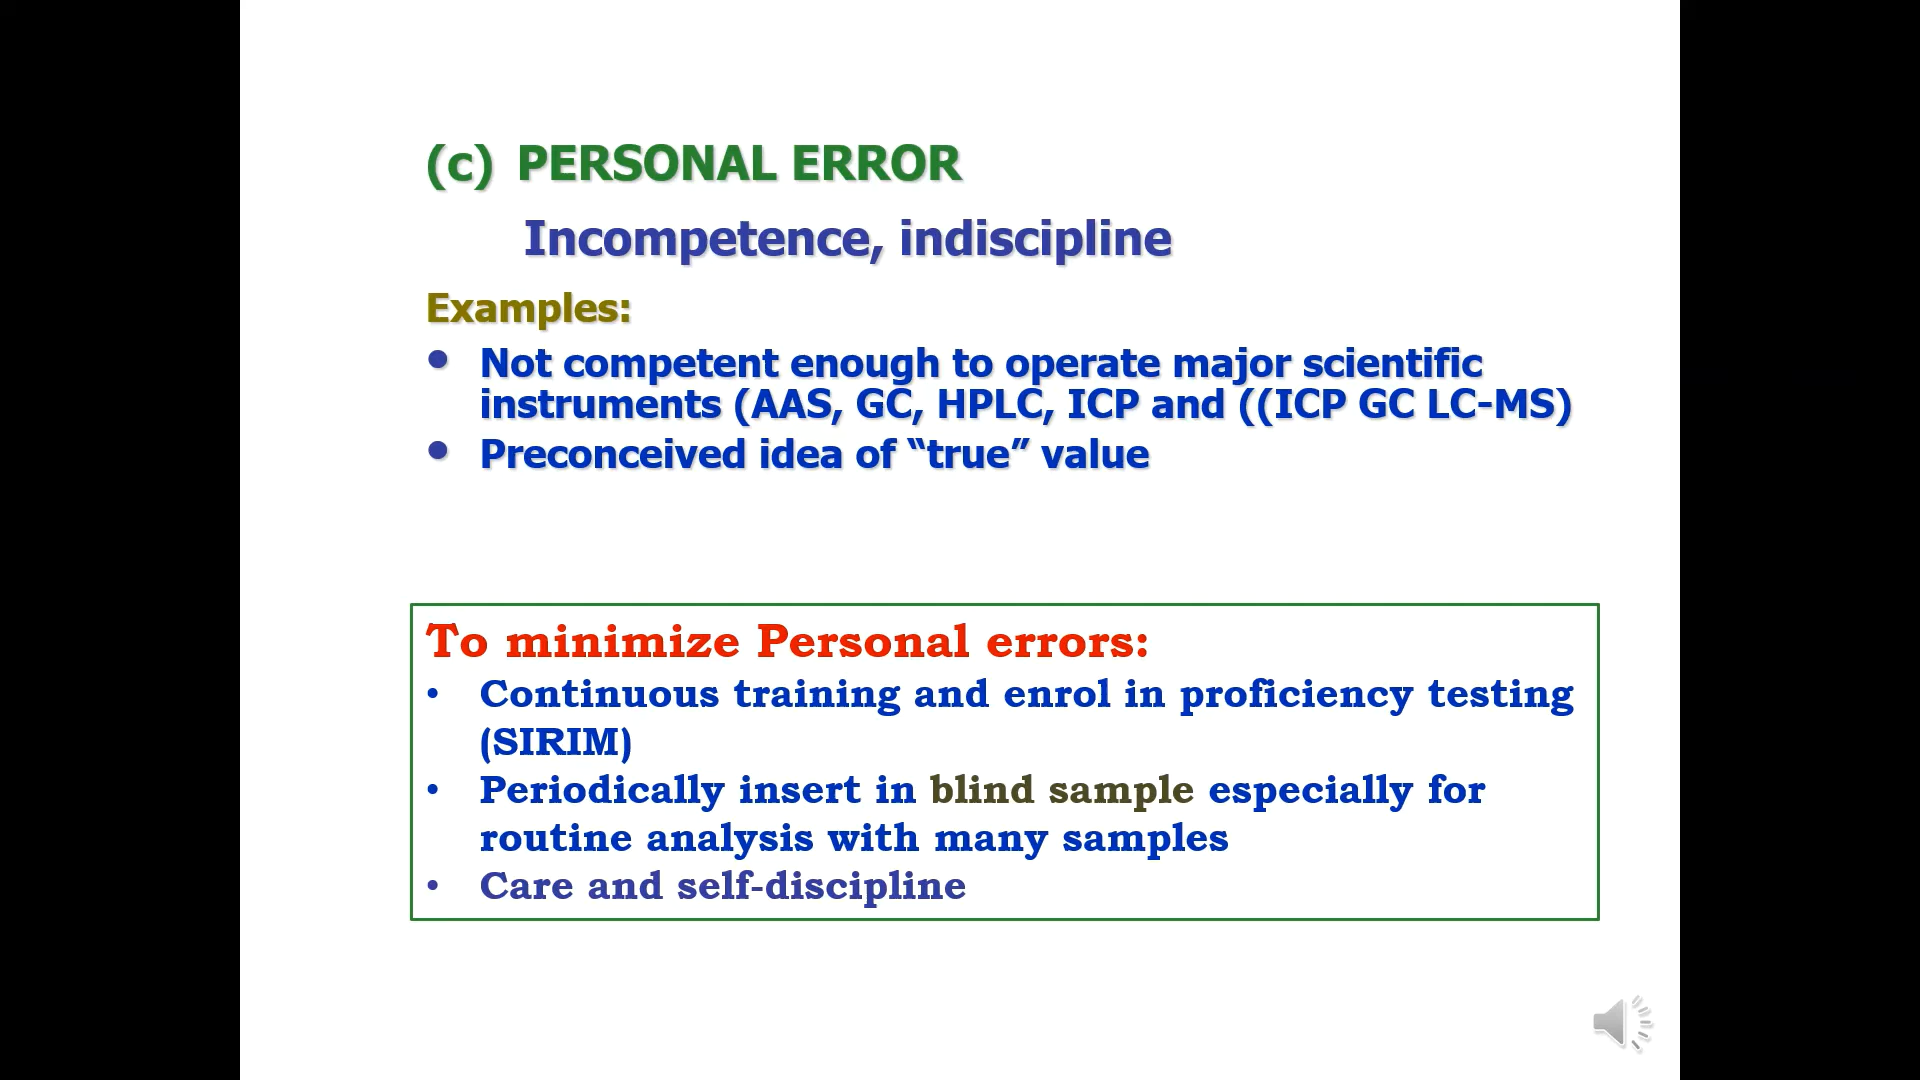 (c) PERSONAL ERROR
Incompetence, indiscipline
Examples:
• Not competent enough to operate major scientific
instruments (AAS, GC, HPLC, ICP and ((ICP GC LC-MS)
• Preconceived idea of “true” value
To minimize Personal errors:
• Continuous training and enrol in proficiency testing
(SIRIM)
• Periodically insert in blind sample especially for
routine analysis with many samples
• Care and self-discipline